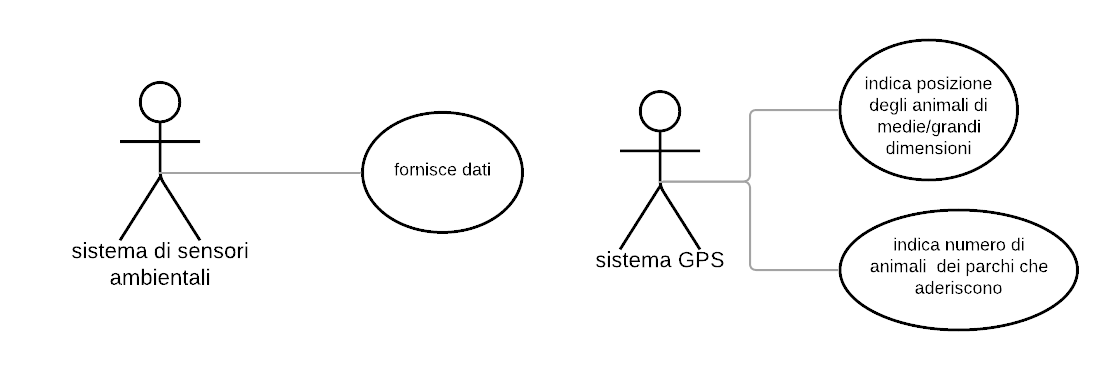 fornisce dati
sistema di sensori
ambientali
indica posizione
degli animali di
medie/grandi
dimensioni
sistema GPS
indica numero di
animali dei parchi che
aderiscono